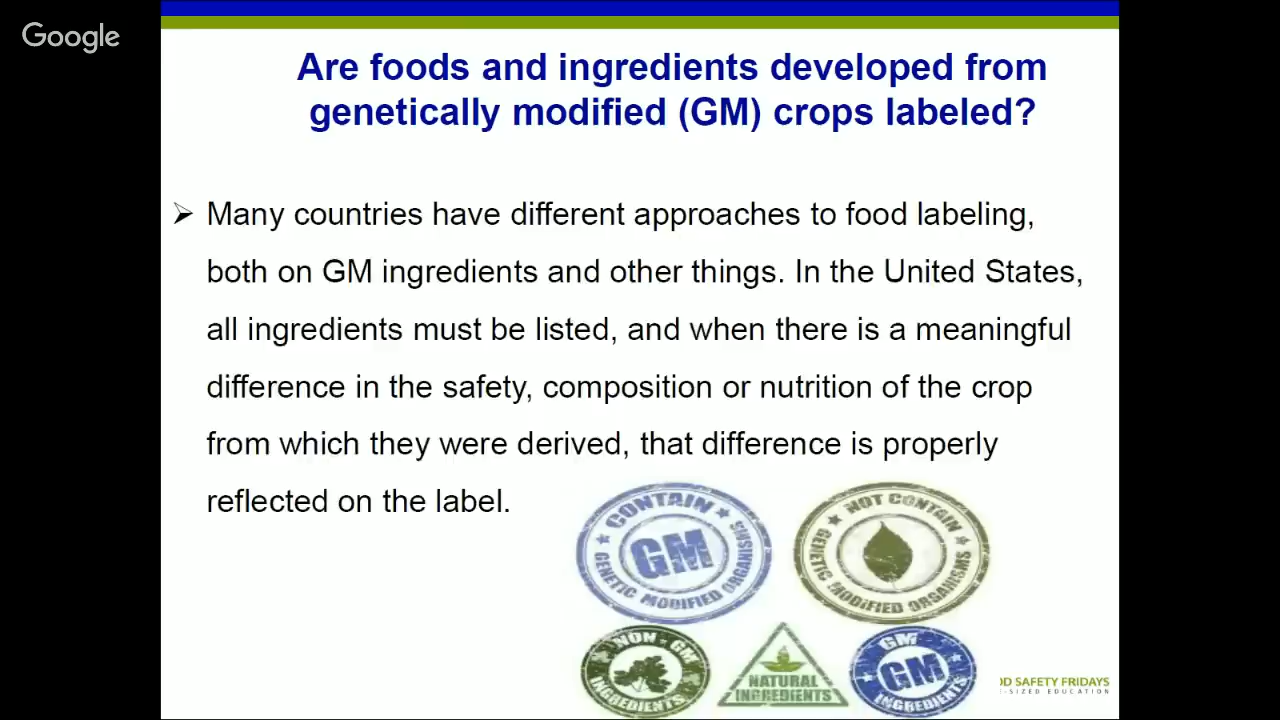 Google
Are foods and ingredients developed from
genetically modified (GM) crops labeled?
➢ Many countries have different approaches to food labeling,
both on GM ingredients and other things. In the United States,
all ingredients must be listed, and when there is a meaningful
difference in the safety, composition or nutrition of the crop
from which they were derived, that difference is properly
reflected on the label.
CONTAIN
GM
GENETIC MODIFIED ORGANISMS
NOT CONTAIN
GENETIC MODIFIED ORGANISMS
NON-GM
INGREDIENTS
NATURAL
INGREDIENTS
GM
GM
INGREDIENTS
OD SAFETY FRIDAYS
-SIZED EDUCATION